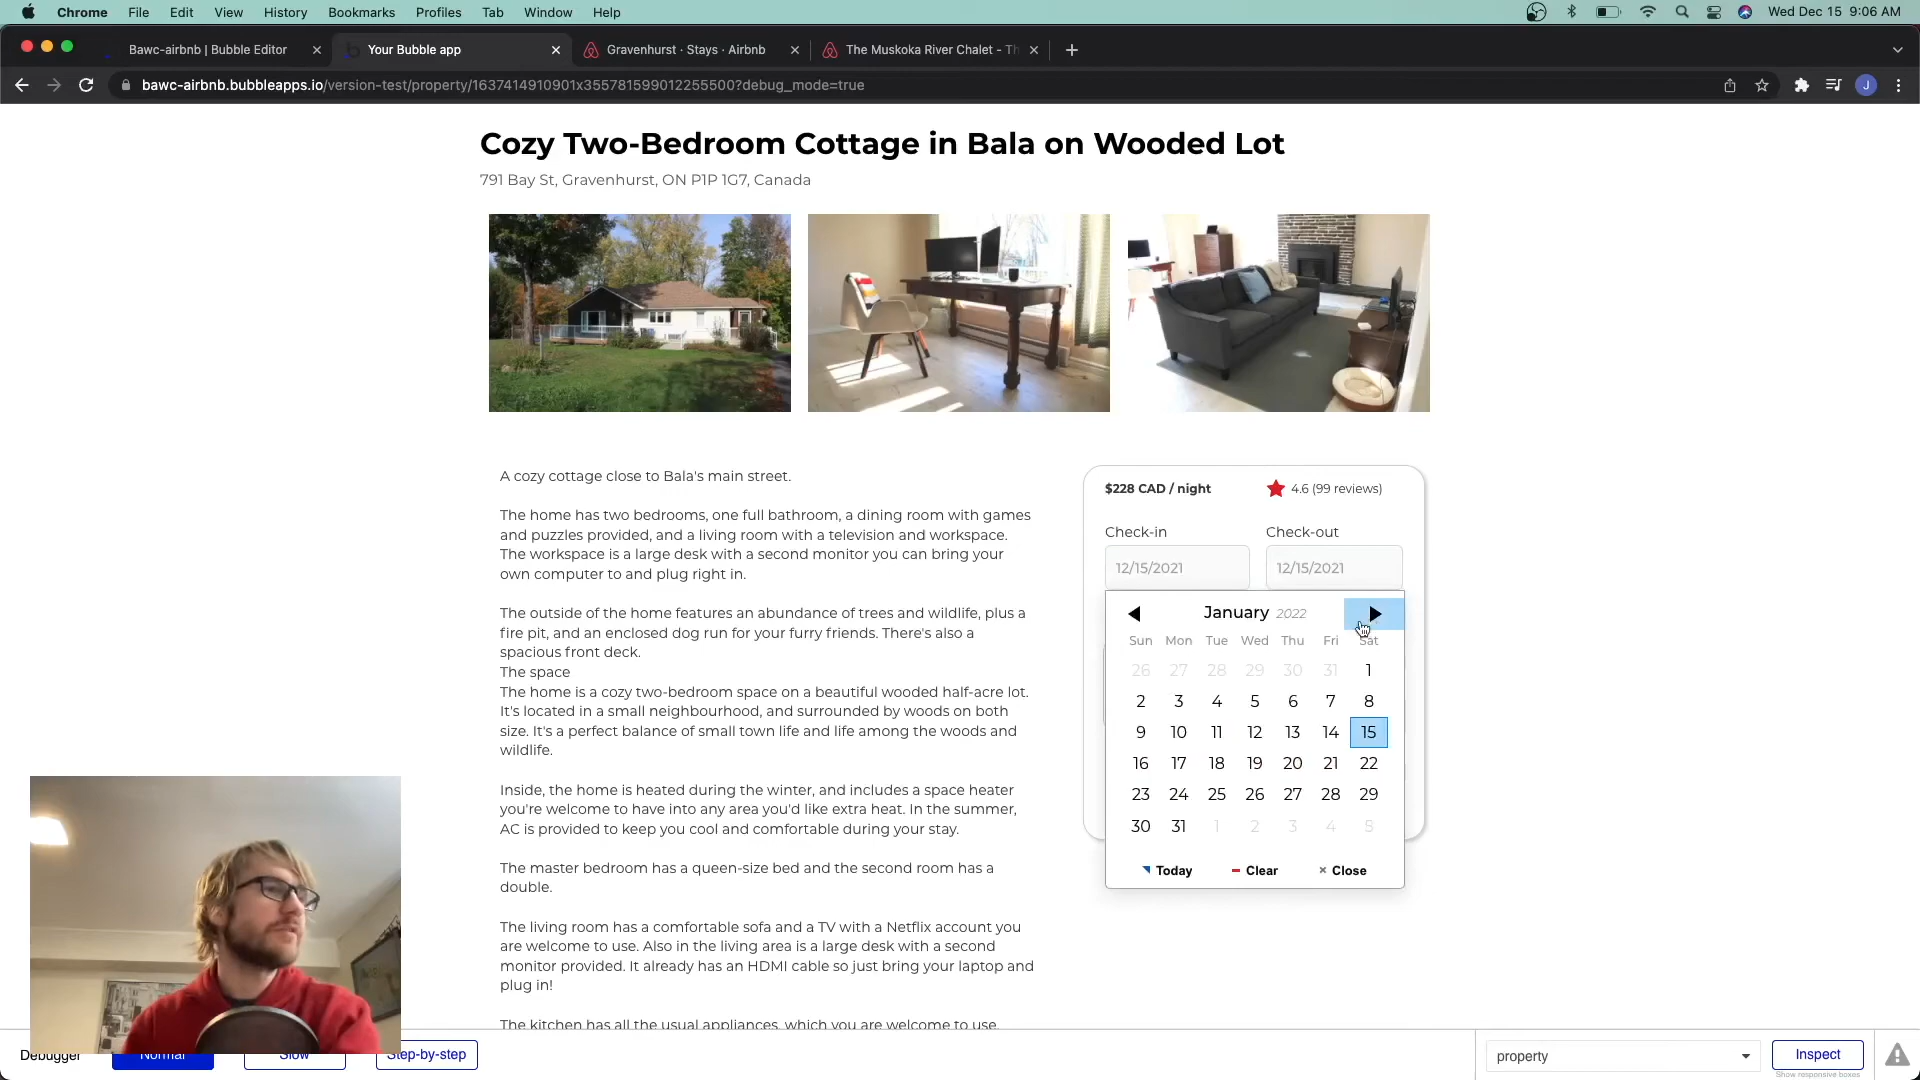 Chrome File Edit View History Bookmarks Profiles Tab Window Help Wed Dec 15 9:06 AM
Bawc-airbnb | Bubble Editor Your Bubble app Gravenhurst · Stays · Airbnb The Muskoka River Chalet - Th
bawc-airbnb.bubbleapps.io/version-test/property/1637414910901x355781599012255500?debug_mode=true J
Cozy Two-Bedroom Cottage in Bala on Wooded Lot
791 Bay St, Gravenhurst, ON P1P 1G7, Canada
A cozy cottage close to Bala's main street.
The home has two bedrooms, one full bathroom, a dining room with games
and puzzles provided, and a living room with a television and workspace.
The workspace is a large desk with a second monitor you can bring your
own computer to and plug right in.
The outside of the home features an abundance of trees and wildlife, plus a
fire pit, and an enclosed dog run for your furry friends. There's also a
spacious front deck.
The space
The home is a cozy two-bedroom space on a beautiful wooded half-acre lot.
It's located in a small neighbourhood, and surrounded by woods on both
size. It's a perfect balance of small town life and life among the woods and
wildlife.
Inside, the home is heated during the winter, and includes a space heater
you're welcome to have into any area you'd like extra heat. In the summer,
AC is provided to keep you cool and comfortable during your stay.
The master bedroom has a queen-size bed and the second room has a
double.
The living room has a comfortable sofa and a TV with a Netflix account you
are welcome to use. Also in the living area is a large desk with a second
monitor provided. It already has an HDMI cable so just bring your laptop and
plug in!
The kitchen has all the usual appliances, which you are welcome to use.
$228 CAD / night 4.6 (99 reviews)
Check-in Check-out
12/15/2021 12/15/2021
January 2022
Sun Mon Tue Wed Thu Fri Sat
26 27 28 29 30 31 1
2 3 4 5 6 7 8
9 10 11 12 13 14 15
16 17 18 19 20 21 22
23 24 25 26 27 28 29
30 31 1 2 3 4 5
Today Clear Close
Debugger Normal Slow Step-by-step property Inspect
Show responsive boxes